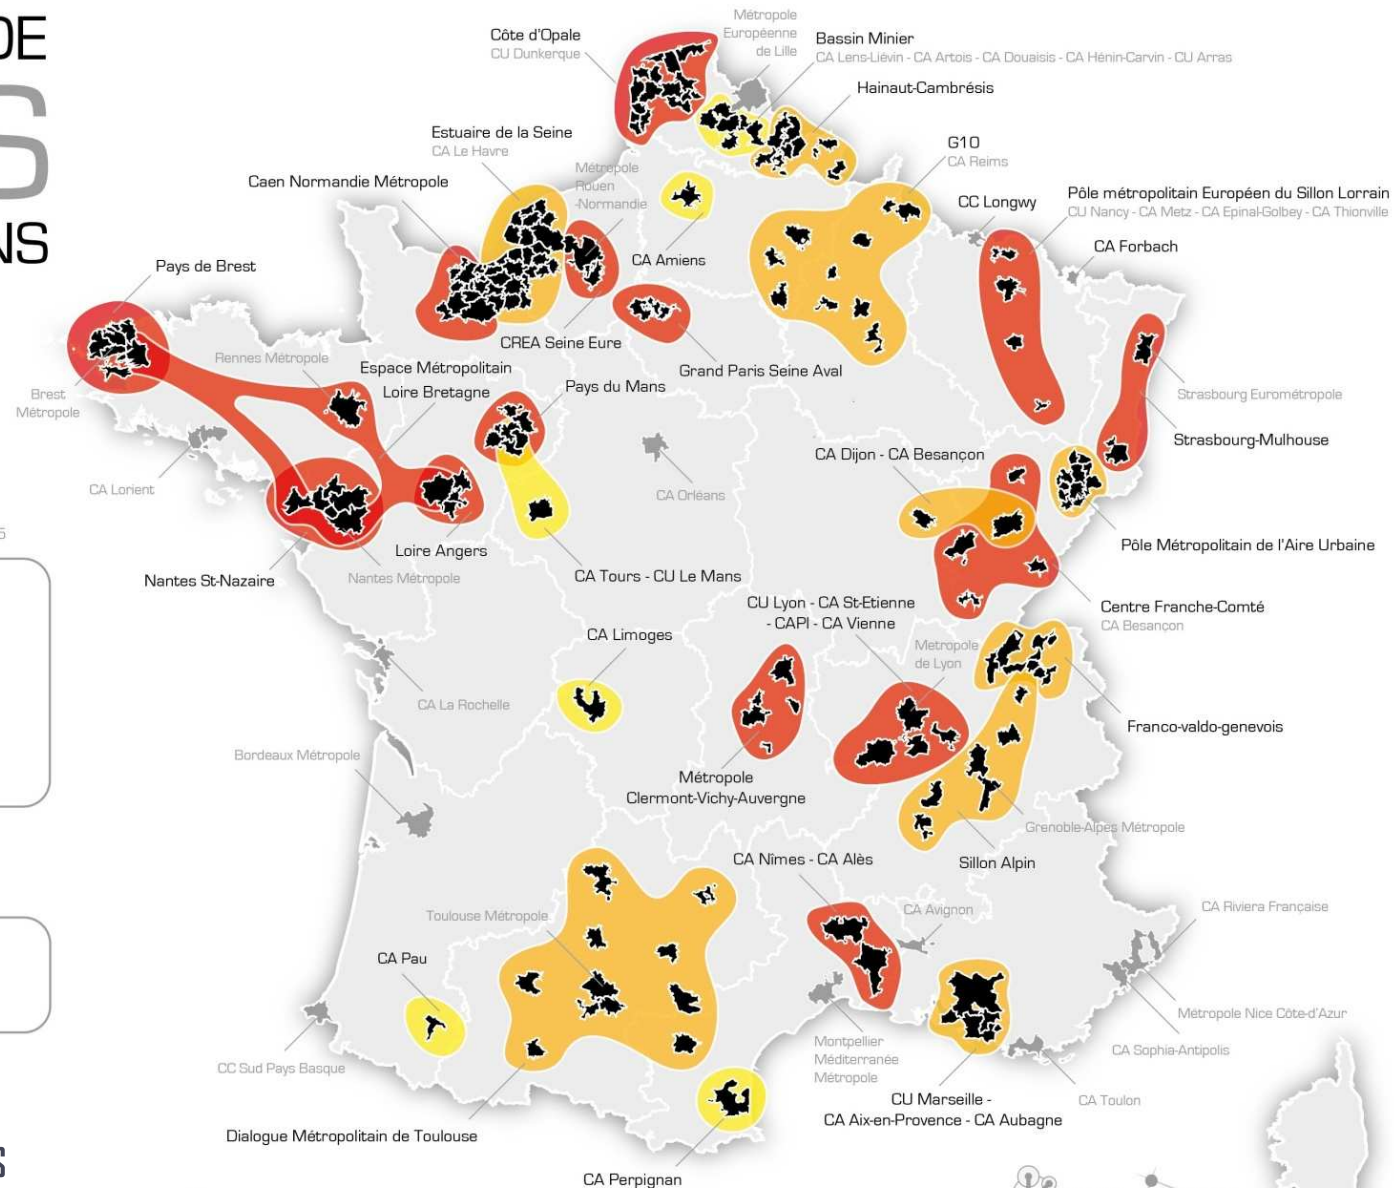 DE
S
NS
Côte d'Opale
CU Dunkerque
Métropole
Européenne
de Lille
Bassin Minier
CA Lens-Liévin - CA Artois - CA Douaisis - CA Hénin-Carvin - CU Arras
Hainaut-Cambrésis
Estuaire de la Seine
CA Le Havre
G10
CA Reims
Caen Normandie Métropole
Métropole
Rouen
-Normandie
CC Longwy
Pôle métropolitain Européen du Sillon Lorrain
CU Nancy - CA Metz - CA Epinal-Golbey - CA Thionville
CA Forbach
CA Amiens
Pays de Brest
CREA Seine Eure
Rennes Métropole
Espace Métropolitain
Loire Bretagne
Pays du Mans
Grand Paris Seine Aval
Brest
Métropole
Strasbourg Eurométropole
Strasbourg-Mulhouse
CA Dijon - CA Besançon
CA Lorient
CA Orléans
5
Loire Angers
Pôle Métropolitain de l'Aire Urbaine
Nantes St-Nazaire
Nantes Métropole
CA Tours - CU Le Mans
CU Lyon - CA St-Etienne
- CAPI - CA Vienne
Centre Franche-Comté
CA Besançon
CA Limoges
Metropole
de Lyon
CA La Rochelle
Franco-valdo-genevois
Bordeaux Métropole
Métropole
Clermont-Vichy-Auvergne
Grenoble-Alpes Métropole
CA Nîmes - CA Alès
Sillon Alpin
Toulouse Métropole
CA Avignon
CA Riviera Française
CA Pau
Métropole Nice Côte-d'Azur
Montpellier
Méditerranée
Métropole
CA Sophia-Antipolis
CC Sud Pays Basque
CU Marseille -
CA Aix-en-Provence - CA Aubagne
CA Toulon
Dialogue Métropolitain de Toulouse
S
CA Perpignan